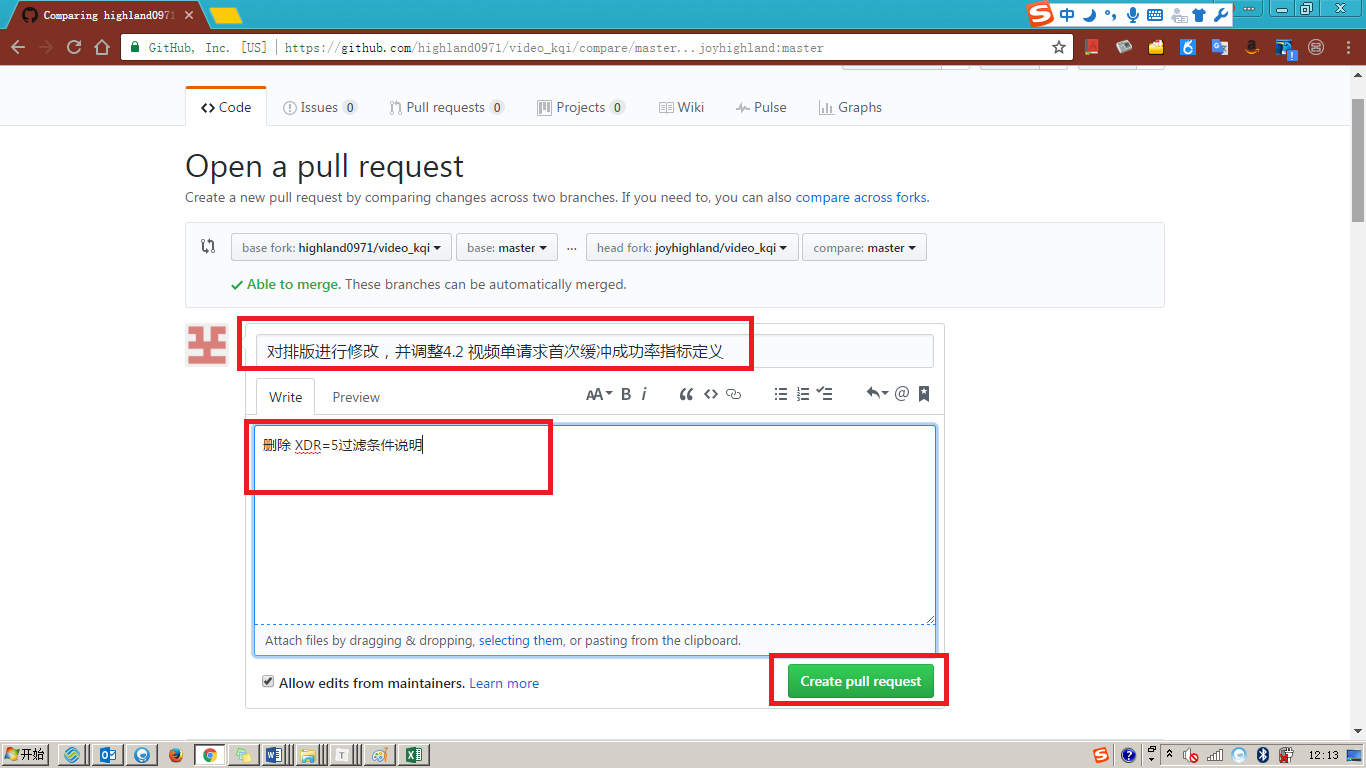 Comparing highland0971
中
GitHub, Inc. [US] https://github.com/highland0971/video_kqi/compare/master...joyhighland:master
Code Issues 0 Pull requests 0 Projects 0 Wiki Pulse Graphs
Open a pull request
Create a new pull request by comparing changes across two branches. If you need to, you can also compare across forks.
base fork: highland0971/video_kqi base: master ... head fork: joyhighland/video_kqi compare: master
Able to merge. These branches can be automatically merged.
对排版进行修改，并调整4.2 视频单请求首次缓冲成功率指标定义
Write Preview AA B i
删除 XDR=5过滤条件说明
Attach files by dragging & dropping, selecting them, or pasting from the clipboard.
Allow edits from maintainers. Learn more
Create pull request
开始 12:13